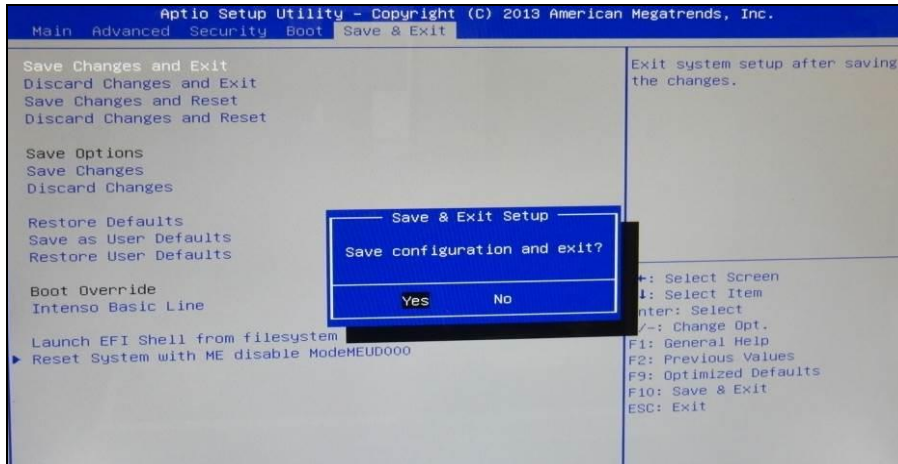 Aptio Setup Utility – Copyright (C) 2013 American Megatrends, Inc.
Main Advanced Security Boot Save & Exit
Save Changes and Exit
Discard Changes and Exit
Save Changes and Reset
Discard Changes and Reset
Save Options
Save Changes
Discard Changes
Restore Defaults
Save as User Defaults
Restore User Defaults
Boot Override
Intenso Basic Line
Launch EFI Shell from filesystem
Reset System with ME disable ModeMEUD000
Save & Exit Setup
Save configuration and exit?
Yes No
Exit system setup after saving
the changes.
: Select Screen
: Select Item
nter: Select
/-: Change Opt.
F1: General Help
F2: Previous Values
F9: Optimized Defaults
F10: Save & Exit
ESC: Exit